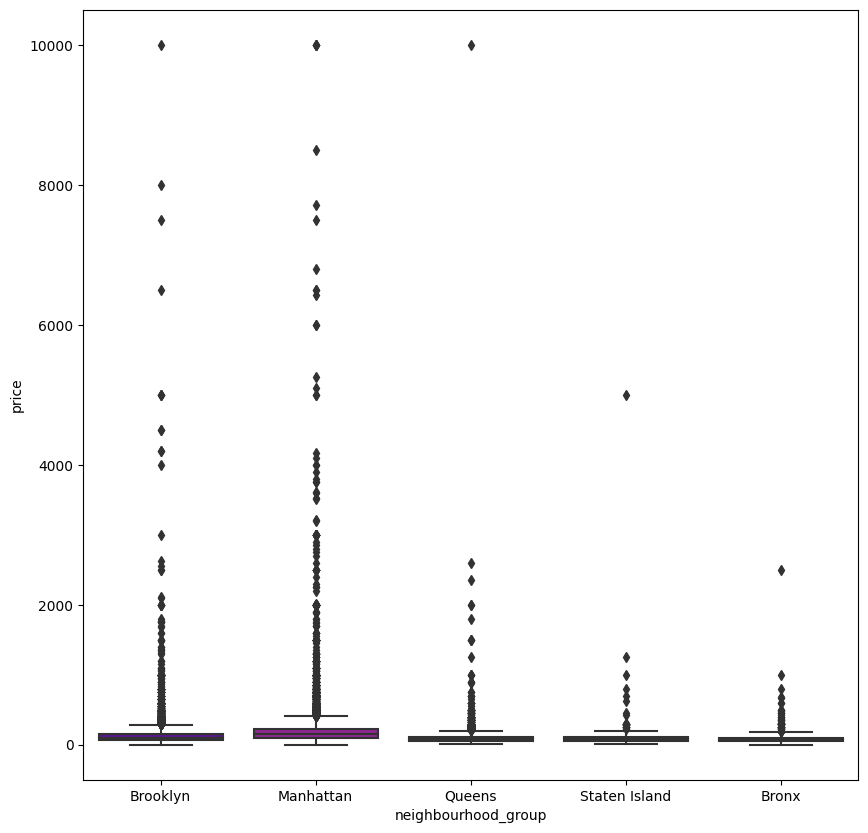 10000
8000
6000
4000
2000
0
price
Brooklyn Manhattan Queens Staten Island Bronx
neighbourhood_group